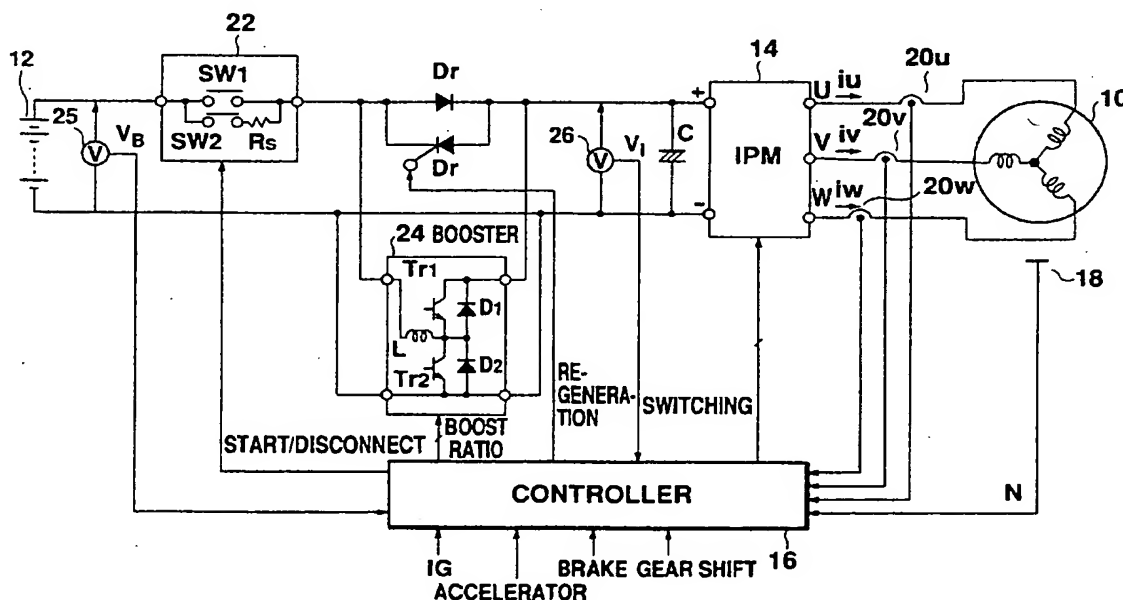 12
22
SW1
SW2
Rs
25
V
VB
Dr
Dr
26
V
VI
C
+
-
14
IPM
U
iu
V
iv
W
iw
20u
20v
20w
10
18
24 BOOSTER
Tr1
D1
L
Tr2
D2
RE-
GENERA-
TION
SWITCHING
START/DISCONNECT
BOOST
RATIO
CONTROLLER
N
16
IG
ACCELERATOR
BRAKE
GEAR SHIFT